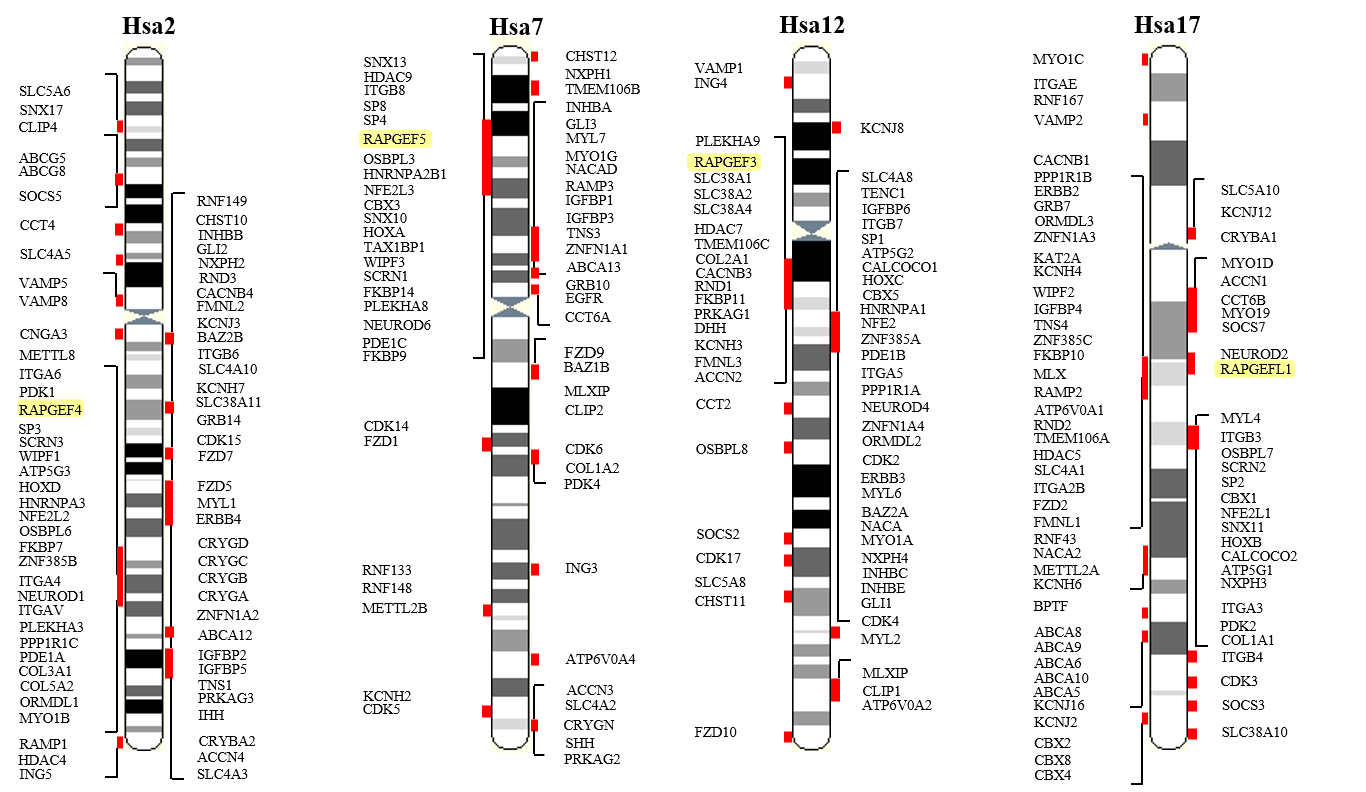 Hsa2
SLC5A6
SNX17
CLIP4
ABCG5
ABCG8
SOCS5
CCT4
SLC4A5
VAMP5
VAMP8
CNGA3
METTL8
ITGA6
PDK1
RAPGEF4
SP3
SCRN3
WIPF1
ATP5G3
HOXD
HNRNPA3
NFE2L2
OSBPL6
FKBP7
ZNF385B
ITGA4
NEUROD1
ITGAV
PLEKHA3
PPP1R1C
PDE1A
COL3A1
COL5A2
ORMDL1
MYO1B
RAMP1
HDAC4
ING5
RNF149
CHST10
INHBB
GLI2
NXPH2
RND3
CACNB4
FMNL2
KCNJ3
BAZ2B
ITGB6
SLC4A10
KCNH7
SLC38A11
GRB14
CDK15
FZD7
FZD5
MYL1
ERBB4
CRYGD
CRYGC
CRYGB
CRYGA
ZNFN1A2
ABCA12
IGFBP2
IGFBP5
TNS1
PRKAG3
IHH
CRYBA2
ACCN4
SLC4A3
Hsa7
SNX13
HDAC9
ITGB8
SP8
SP4
RAPGEF5
OSBPL3
HNRNPA2B1
NFE2L3
CBX3
SNX10
HOXA
TAX1BP1
WIPF3
SCRN1
FKBP14
PLEKHA8
NEUROD6
PDE1C
FKBP9
CDK14
FZD1
RNF133
RNF148
METTL2B
KCNH2
CDK5
CHST12
NXPH1
TMEM106B
INHBA
GLI3
MYL7
MYO1G
NACAD
RAMP3
IGFBP1
IGFBP3
TNS3
ZNFN1A1
ABCA13
GRB10
EGFR
CCT6A
FZD9
BAZ1B
MLXIP
CLIP2
CDK6
COL1A2
PDK4
ING3
ATP6V0A4
ACCN3
SLC4A2
CRYGN
SHH
PRKAG2
Hsa12
VAMP1
ING4
PLEKHA9
RAPGEF3
SLC38A1
SLC38A2
SLC38A4
HDAC7
TMEM106C
COL2A1
CACNB3
RND1
FKBP11
PRKAG1
DHH
KCNH3
FMNL3
ACCN2
CCT2
OSBPL8
SOCS2
CDK17
SLC5A8
CHST11
FZD10
KCNJ8
SLC4A8
TENC1
IGFBP6
ITGB7
SP1
ATP5G2
CALCOCO1
HOXC
CBX5
HNRNPA1
NFE2
ZNF385A
PDE1B
ITGA5
PPP1R1A
NEUROD4
ZNFN1A4
ORMDL2
CDK2
ERBB3
MYL6
BAZ2A
NACA
MYO1A
NXPH4
INHBC
INHBE
GLI1
CDK4
MYL2
MLXIP
CLIP1
ATP6V0A2
Hsa17
MYO1C
ITGAE
RNF167
VAMP2
CACNB1
PPP1R1B
ERBB2
GRB7
ORMDL3
ZNFN1A3
KAT2A
KCNH4
WIPF2
IGFBP4
TNS4
ZNF385C
FKBP10
MLX
RAMP2
ATP6V0A1
RND2
TMEM106A
HDAC5
SLC4A1
ITGA2B
FZD2
FMNL1
RNF43
NACA2
METTL2A
KCNH6
BPTF
ABCA8
ABCA9
ABCA6
ABCA10
ABCA5
KCNJ16
KCNJ2
CBX2
CBX8
CBX4
SLC5A10
KCNJ12
CRYBA1
MYO1D
ACCN1
CCT6B
MYO19
SOCS7
NEUROD2
RAPGEFL1
MYL4
ITGB3
OSBPL7
SCRN2
SP2
CBX1
NFE2L1
SNX11
HOXB
CALCOCO2
ATP5G1
NXPH3
ITGA3
PDK2
COL1A1
ITGB4
CDK3
SOCS3
SLC38A10